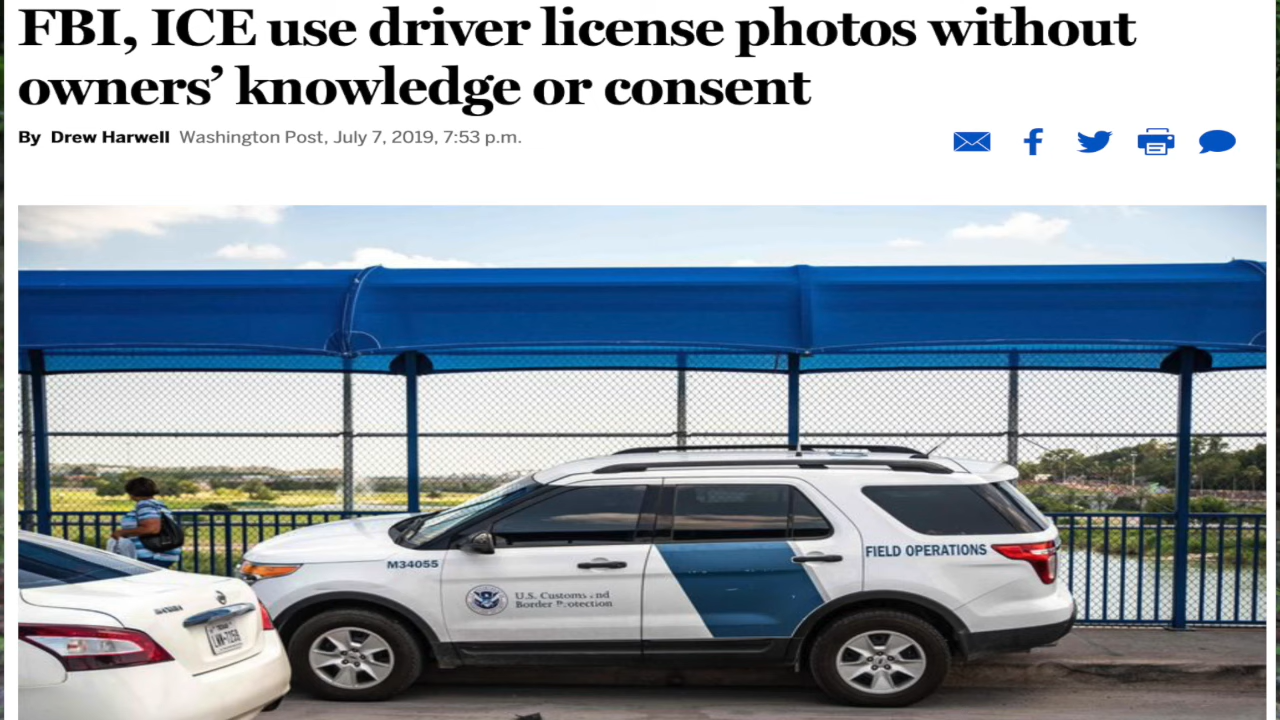 FBI, ICE use driver license photos without
owners’ knowledge or consent
By Drew Harwell Washington Post, July 7, 2019, 7:53 p.m.
M34055
FIELD OPERATIONS
U.S. Customs and
Border Protection